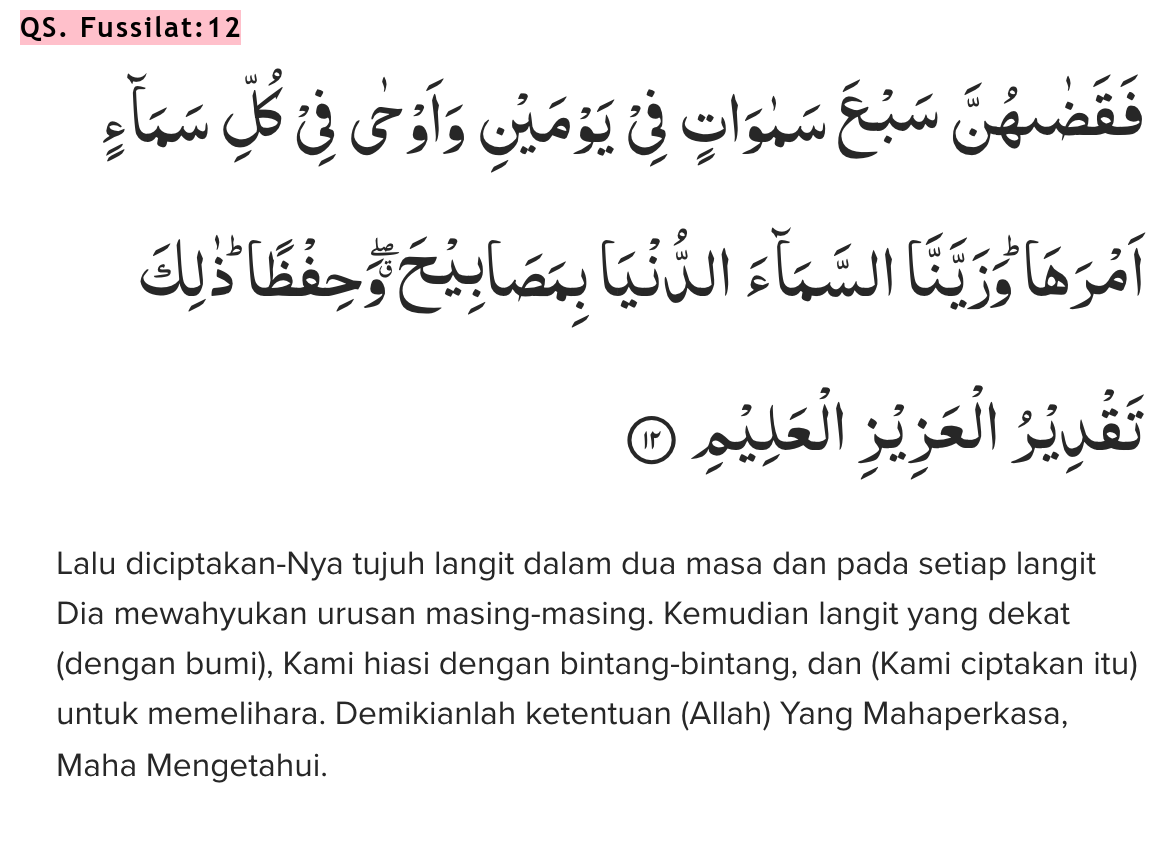 QS. Fussilat:12
فَقَضٰىهُنَّ سَبْعَ سَمٰوَاتٍ فِيْ يَوْمَيْنِ وَاَوْحٰى فِيْ كُلِّ سَمَاۤءٍ
اَمْرَهَا ۗوَزَيَّنَّا السَّمَاۤءَ الدُّنْيَا بِمَصَابِيْحَۖ وَحِفْظًا ۗذٰلِكَ
تَقْدِيْرُ الْعَزِيْزِ الْعَلِيْمِ ١٢
Lalu diciptakan-Nya tujuh langit dalam dua masa dan pada setiap langit
Dia mewahyukan urusan masing-masing. Kemudian langit yang dekat
(dengan bumi), Kami hiasi dengan bintang-bintang, dan (Kami ciptakan itu)
untuk memelihara. Demikianlah ketentuan (Allah) Yang Mahaperkasa,
Maha Mengetahui.